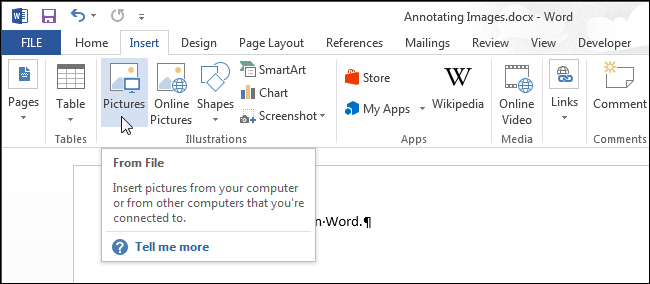 Annotating Images.docx - Word
FILE Home Insert Design Page Layout References Mailings Review View Developer
Pages
Table
Pictures
Online
Pictures
Shapes
SmartArt
Chart
Screenshot
Store
My Apps
W
Wikipedia
Online
Video
Links
Comment
Tables Illustrations Apps Media Comments
From File
Insert pictures from your computer
or from other computers that you're
connected to.
? Tell me more
Word.¶